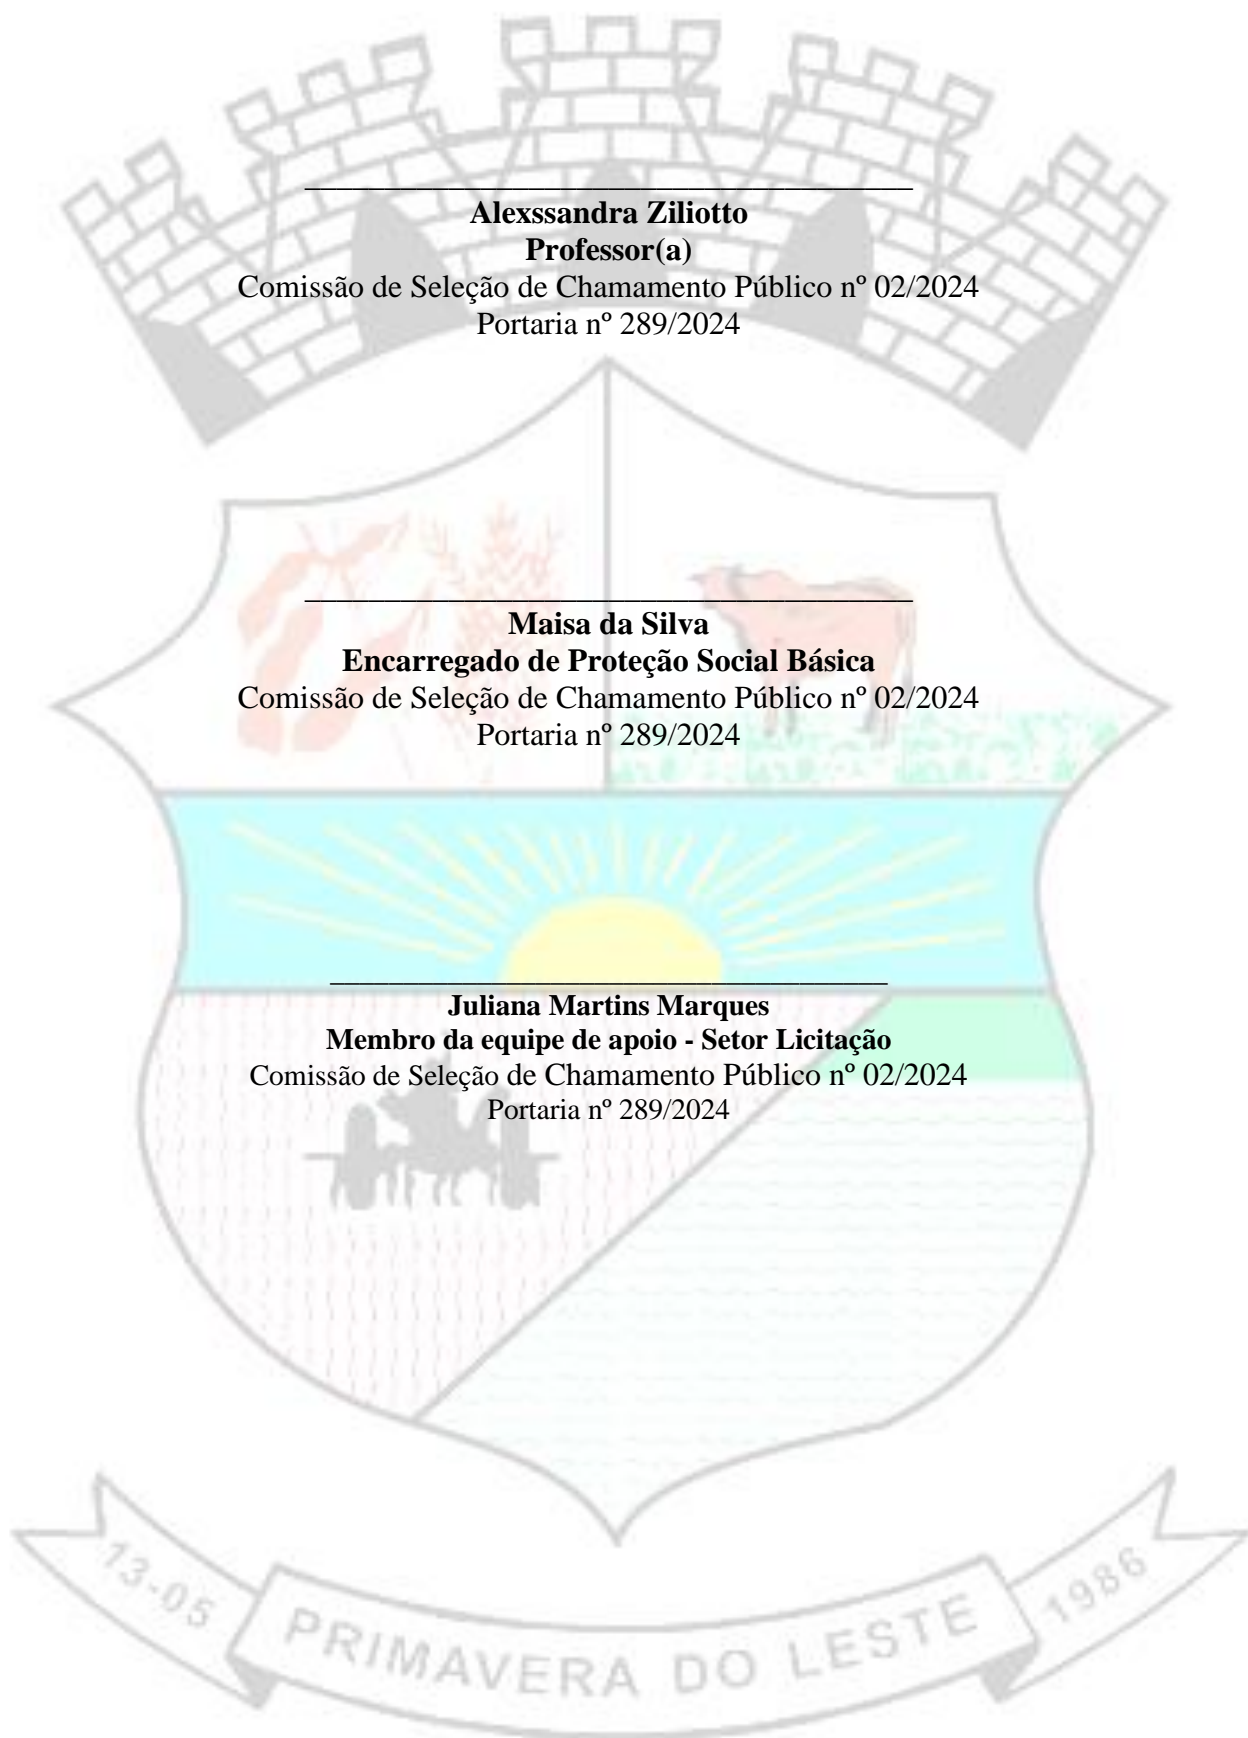 Alexssandra Ziliotto
Professor(a)
Comissão de Seleção de Chamamento Público nº 02/2024
Portaria nº 289/2024
Maisa da Silva
Encarregado de Proteção Social Básica
Comissão de Seleção de Chamamento Público nº 02/2024
Portaria nº 289/2024
Juliana Martins Marques
Membro da equipe de apoio - Setor Licitação
Comissão de Seleção de Chamamento Público nº 02/2024
Portaria nº 289/2024
13-05 PRIMAVERA DO LESTE 1986